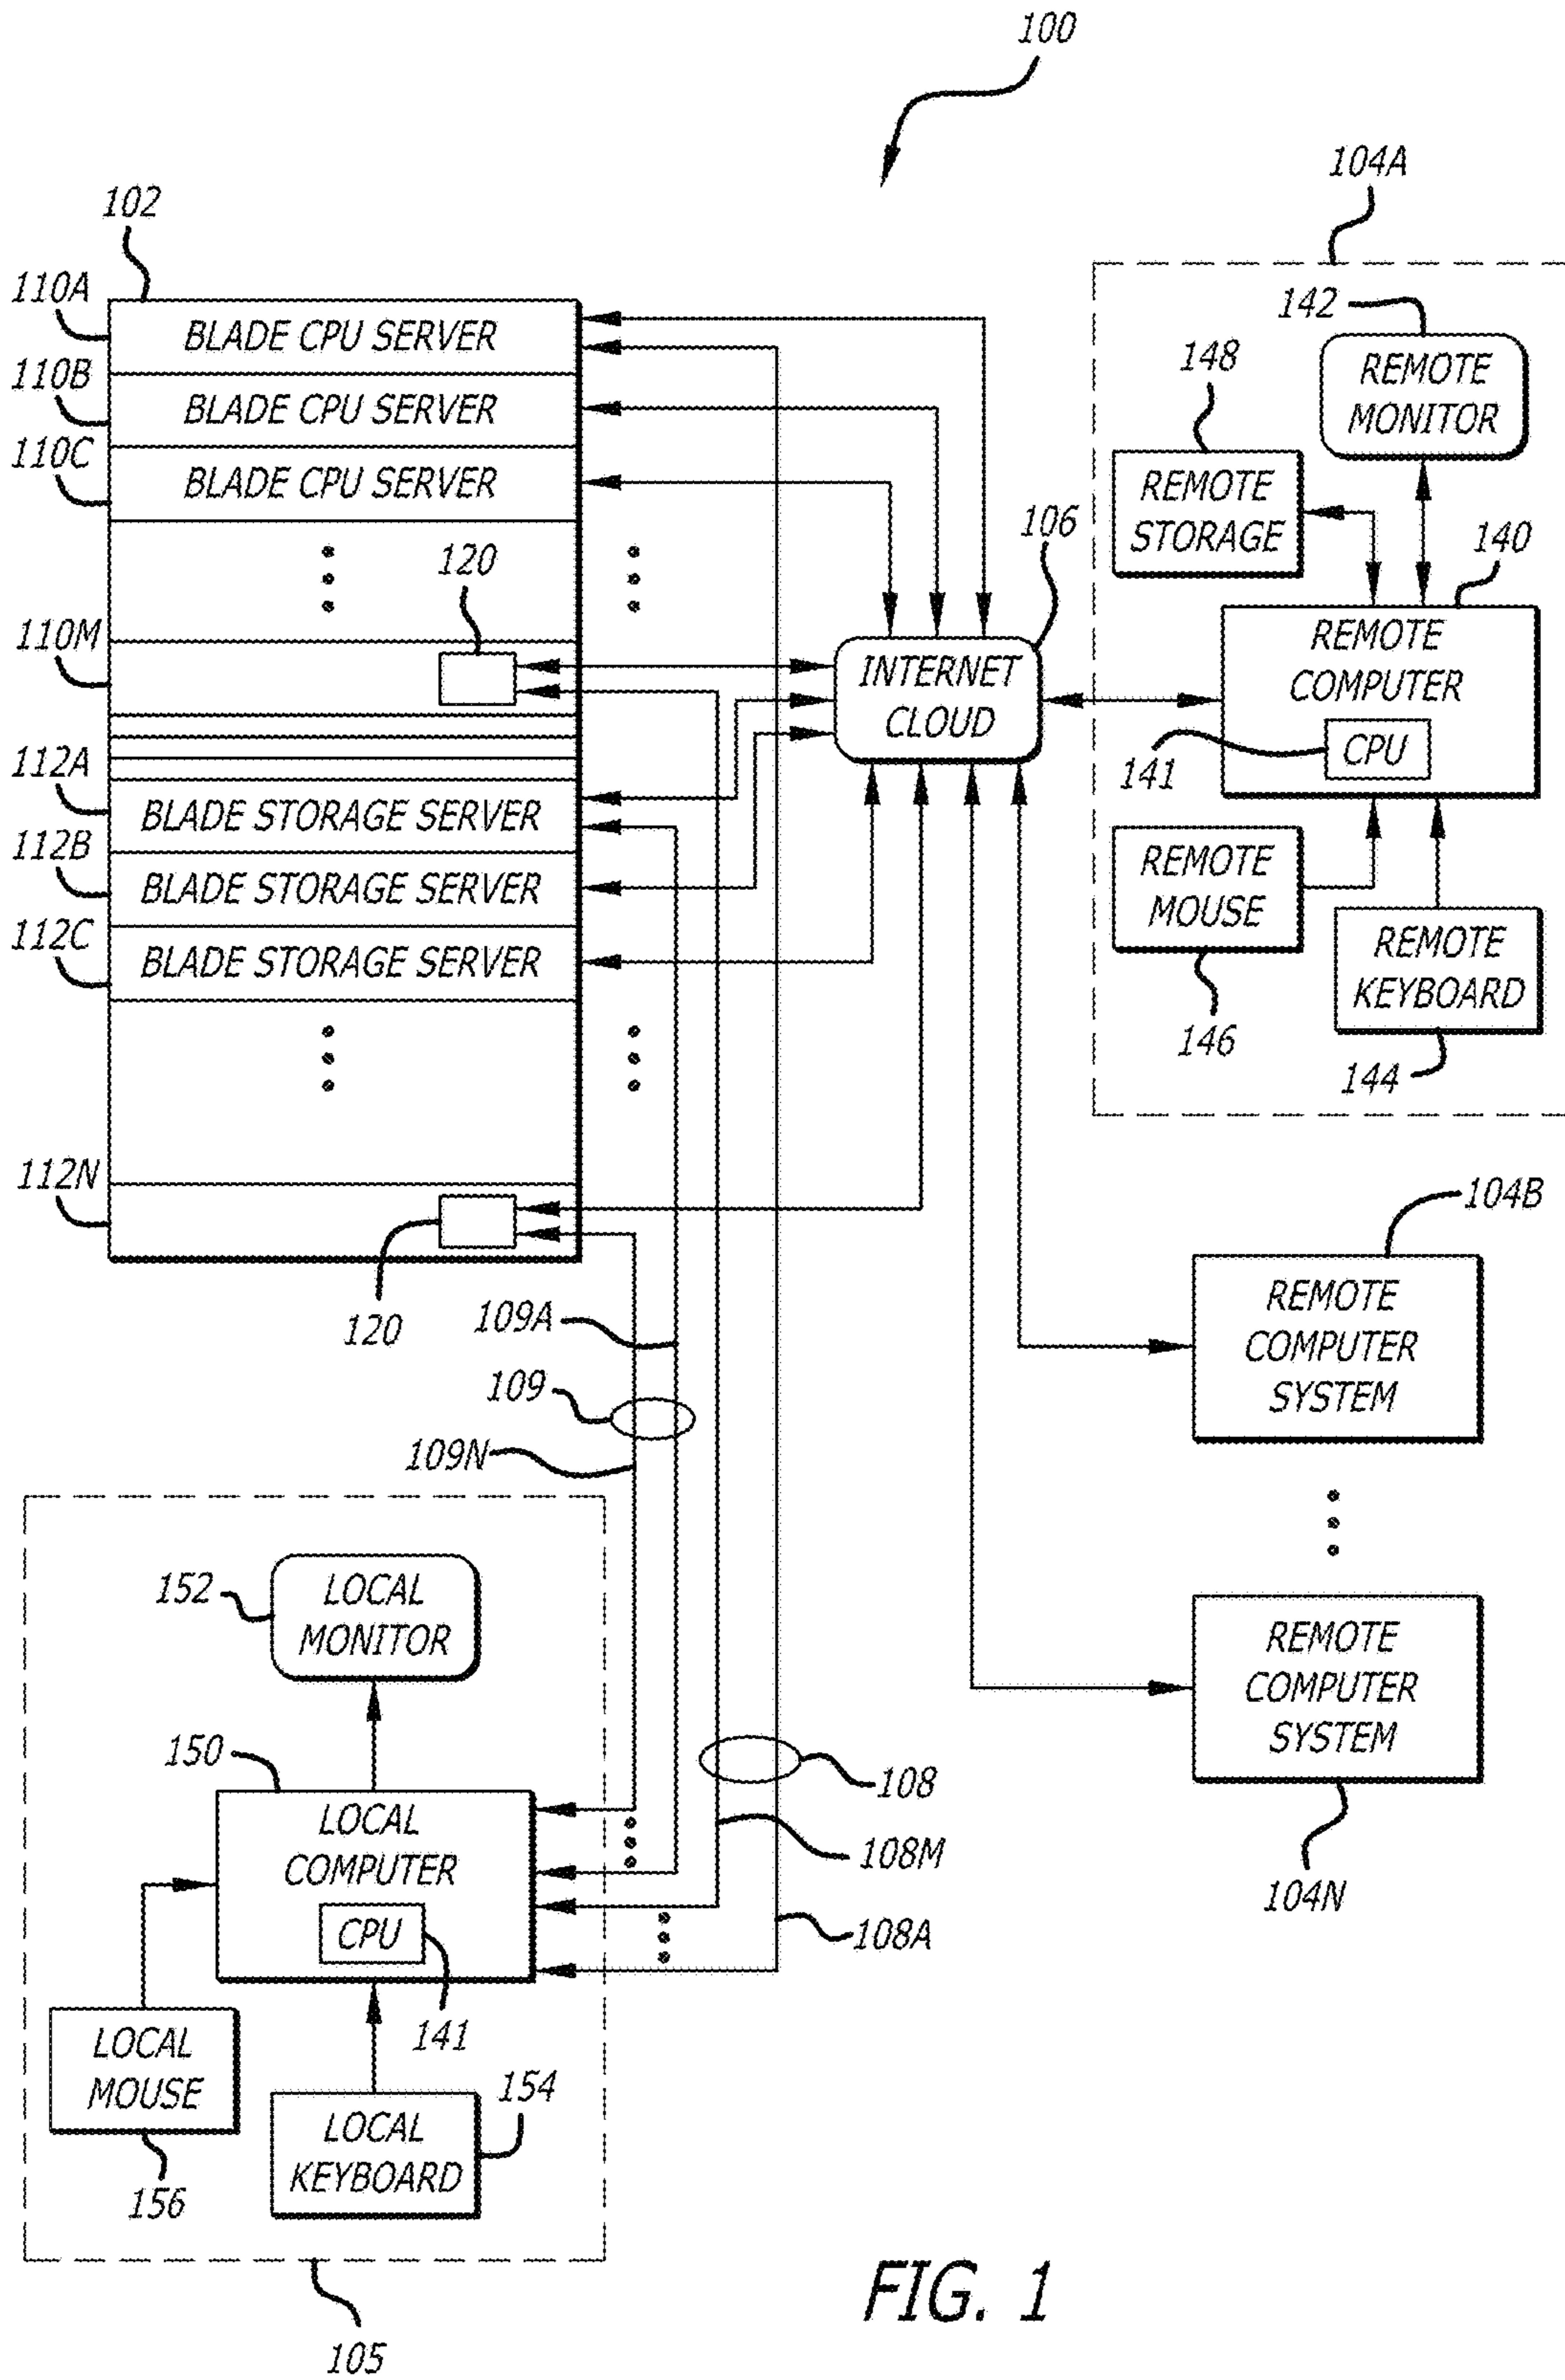 100
104A
102
142
110A
BLADE CPU SERVER
148
REMOTE
MONITOR
110B
BLADE CPU SERVER
110C
BLADE CPU SERVER
REMOTE
STORAGE
106
140
120
110M
INTERNET
CLOUD
REMOTE
COMPUTER
CPU
141
112A
BLADE STORAGE SERVER
112B
BLADE STORAGE SERVER
REMOTE
MOUSE
112C
BLADE STORAGE SERVER
REMOTE
KEYBOARD
146
144
112N
104B
120
109A
REMOTE
COMPUTER
SYSTEM
109
109N
152
LOCAL
MONITOR
REMOTE
COMPUTER
SYSTEM
150
108
LOCAL
COMPUTER
108M
CPU
104N
108A
141
LOCAL
MOUSE
154
LOCAL
KEYBOARD
156
105
FIG. 1